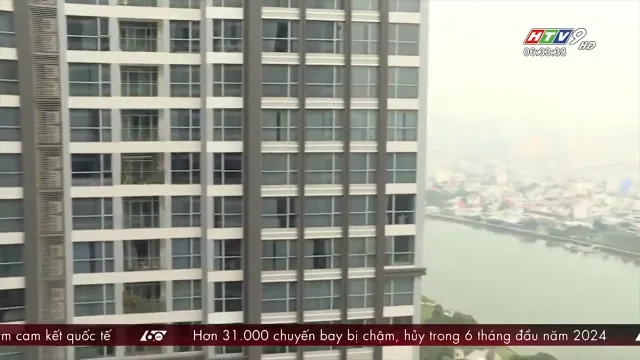 HTV9 HD
06:33:38
m cam kết quốc tế 60 Hơn 31.000 chuyến bay bị chậm, hủy trong 6 tháng đầu năm 2024